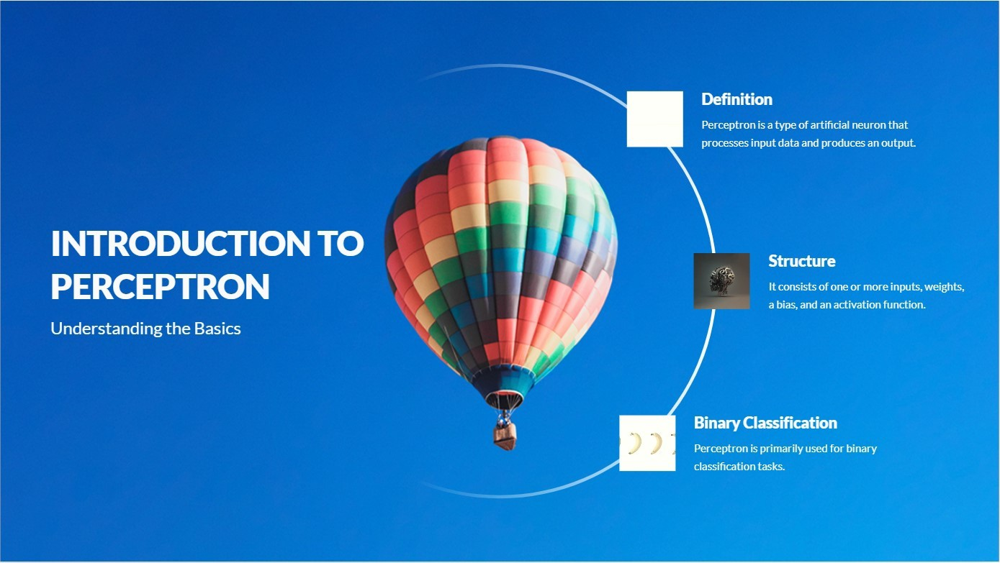 INTRODUCTION TO
PERCEPTRON
Understanding the Basics
Definition
Perceptron is a type of artificial neuron that
processes input data and produces an output.
Structure
It consists of one or more inputs, weights,
a bias, and an activation function.
Binary Classification
Perceptron is primarily used for binary
classification tasks.